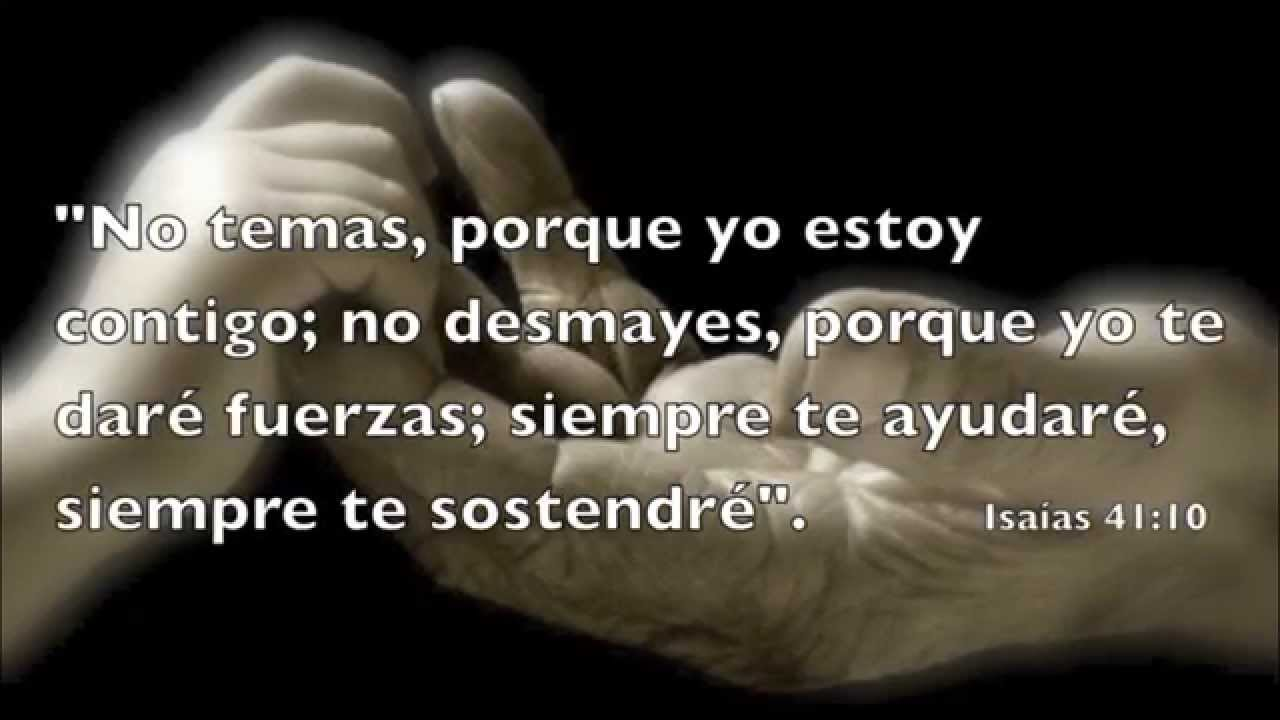 "No temas, porque yo estoy
contigo; no desmayes, porque yo te
daré fuerzas; siempre te ayudaré,
siempre te sostendré".
Isaías 41:10